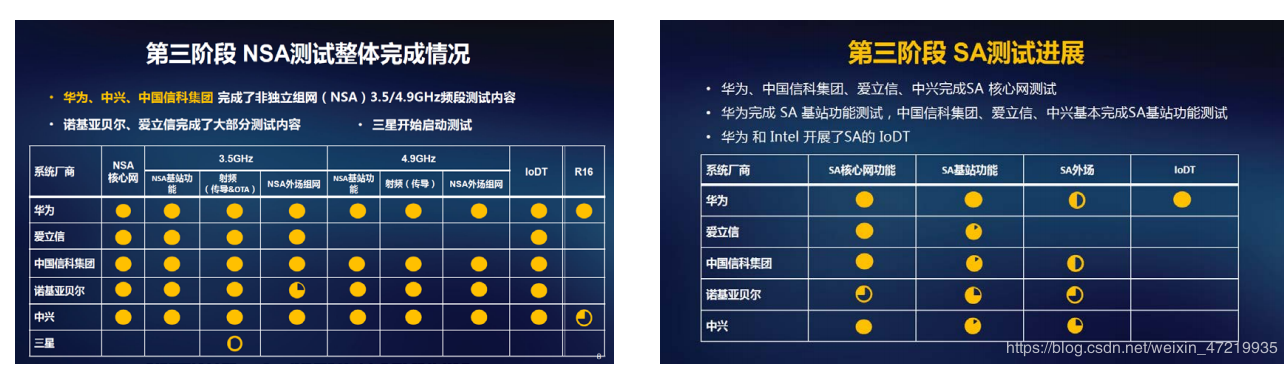 第三阶段 NSA测试整体完成情况
• 华为、中兴、中国信科集团 完成了非独立组网（NSA）3.5/4.9GHz频段测试内容
• 诺基亚贝尔、爱立信完成了大部分测试内容 • 三星开始启动测试
系统厂商 NSA核心网 3.5GHz 4.9GHz IoDT R16
NSA基站功能 射频（传导&OTA） NSA外场组网 NSA基站功能 射频（传导） NSA外场组网
华为
爱立信
中国信科集团
诺基亚贝尔
中兴
三星
8
第三阶段 SA测试进展
• 华为、中国信科集团、爱立信、中兴完成SA 核心网测试
• 华为完成 SA 基站功能测试，中国信科集团、爱立信、中兴基本完成SA基站功能测试
• 华为 和 Intel 开展了SA的 IoDT
系统厂商 SA核心网功能 SA基站功能 SA外场 IoDT
华为
爱立信
中国信科集团
诺基亚贝尔
中兴
https://blog.csdn.net/weixin_47219935